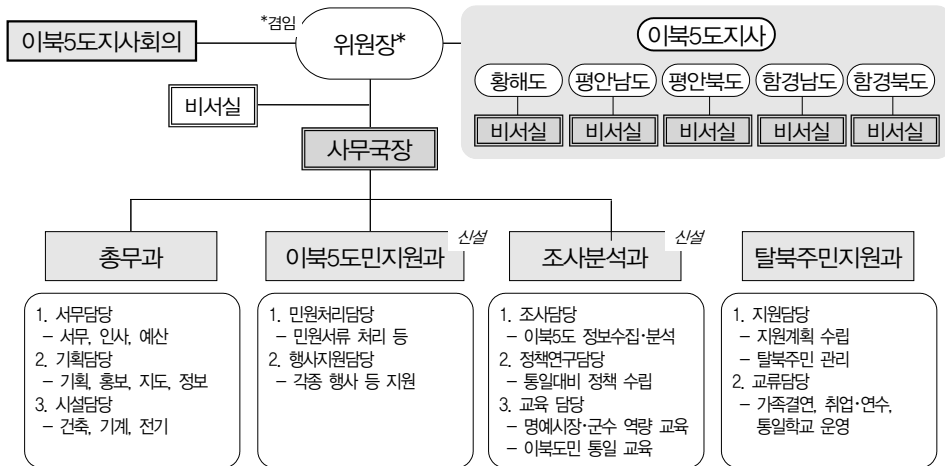 *겸임
이북5도지사회의
위원장*
이북5도지사
황해도
평안남도
평안북도
함경남도
함경북도
비서실
비서실
비서실
비서실
비서실
비서실
사무국장
총무과
이북5도민지원과
신설
조사분석과
신설
탈북주민지원과
1. 서무담당
– 서무, 인사, 예산
2. 기획담당
– 기획, 홍보, 지도, 정보
3. 시설담당
– 건축, 기계, 전기
1. 민원처리담당
– 민원서류 처리 등
2. 행사지원담당
– 각종 행사 등 지원
1. 조사담당
– 이북5도 정보수집·분석
2. 정책연구담당
– 통일대비 정책 수립
3. 교육 담당
– 명예시장·군수 역량 교육
– 이북도민 통일 교육
1. 지원담당
– 지원계획 수립
– 탈북주민 관리
2. 교류담당
– 가족결연, 취업·연수,
통일학교 운영